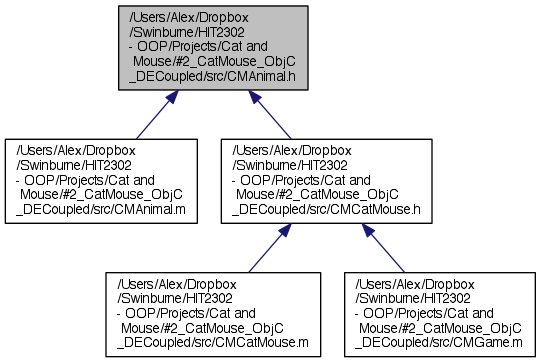 /Users/Alex/Dropbox
/Swinburne/HIT2302
- OOP/Projects/Cat and
Mouse/#2_CatMouse_ObjC
_DECoupled/src/CMAnimal.h
/Users/Alex/Dropbox
/Swinburne/HIT2302
- OOP/Projects/Cat and
Mouse/#2_CatMouse_ObjC
_DECoupled/src/CMAnimal.m
/Users/Alex/Dropbox
/Swinburne/HIT2302
- OOP/Projects/Cat and
Mouse/#2_CatMouse_ObjC
_DECoupled/src/CMCatMouse.h
/Users/Alex/Dropbox
/Swinburne/HIT2302
- OOP/Projects/Cat and
Mouse/#2_CatMouse_ObjC
_DECoupled/src/CMCatMouse.m
/Users/Alex/Dropbox
/Swinburne/HIT2302
- OOP/Projects/Cat and
Mouse/#2_CatMouse_ObjC
_DECoupled/src/CMGame.m